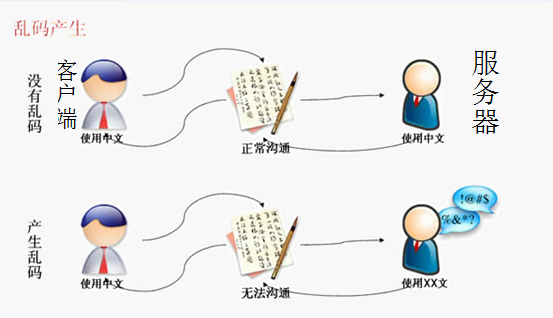 乱码产生
没有乱码
客户端
服务器
使用中文
正常沟通
使用中文
产生乱码
!@#$
%&*?
使用中文
无法沟通
使用XX文